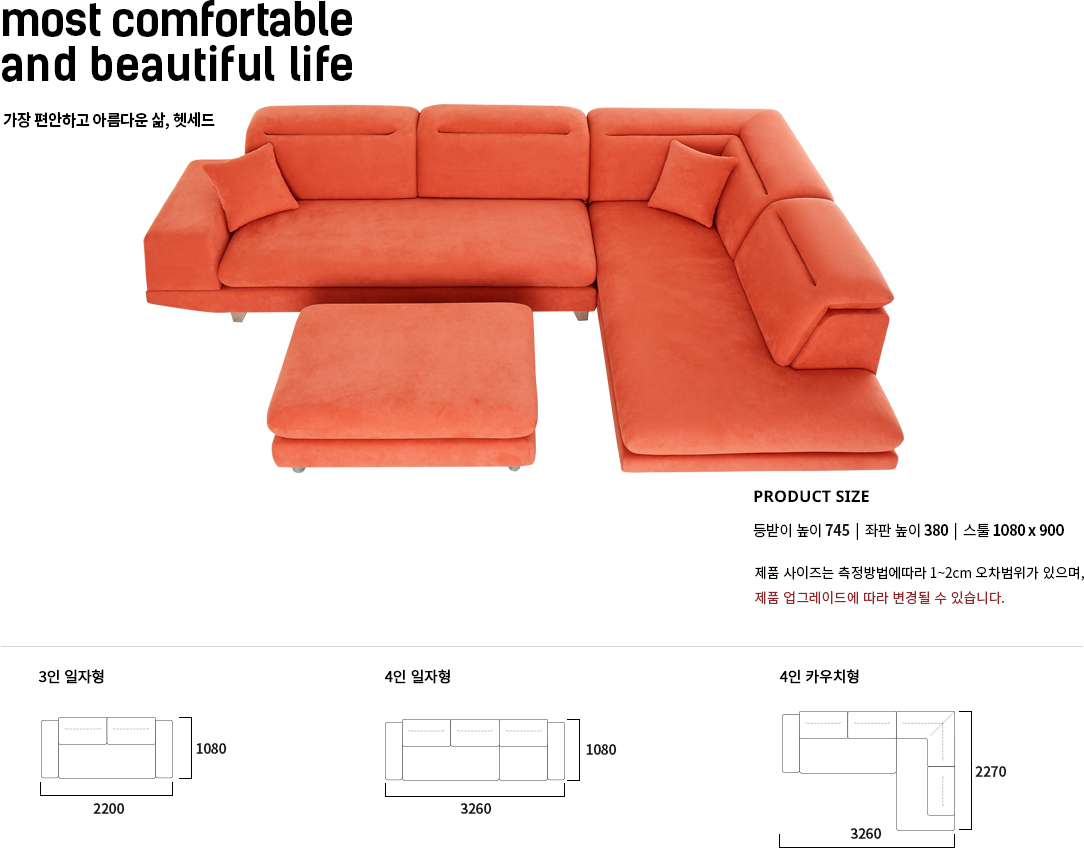 most comfortable
and beautiful life
가장 편안하고 아름다운 삶, 헷세드
PRODUCT SIZE
등받이 높이 745 | 좌판 높이 380 | 스툴 1080 x 900
제품 사이즈는 측정방법에따라 1~2cm 오차범위가 있으며,
제품 업그레이드에 따라 변경될 수 있습니다.
3인 일자형
4인 일자형
4인 카우치형
1080
2200
1080
3260
2270
3260